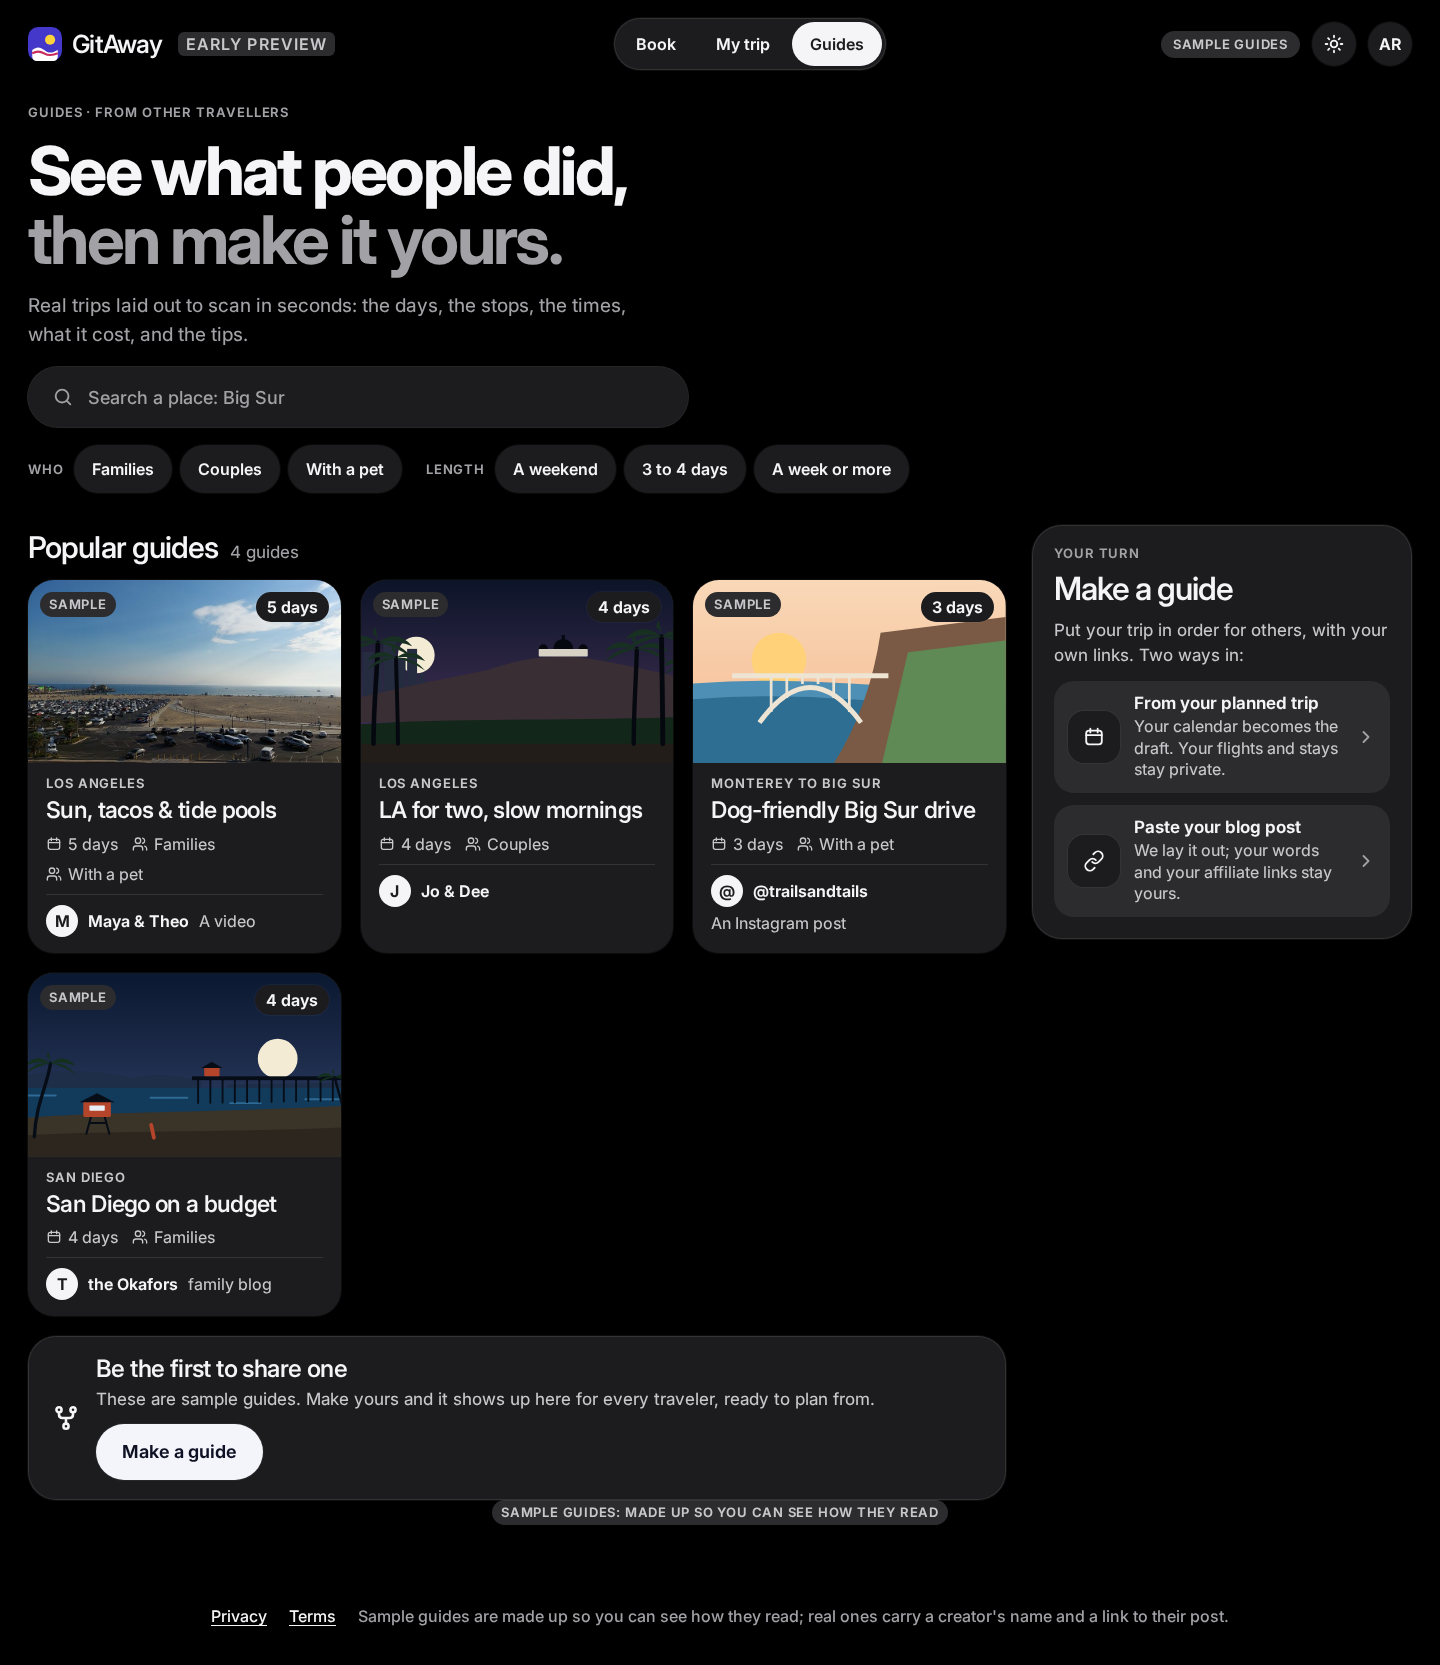 GitAway EARLY PREVIEW
Book My trip Guides
SAMPLE GUIDES AR
GUIDES · FROM OTHER TRAVELLERS
See what people did,
then make it yours.
Real trips laid out to scan in seconds: the days, the stops, the times,
what it cost, and the tips.
Search a place: Big Sur
WHO Families Couples With a pet LENGTH A weekend 3 to 4 days A week or more
Popular guides 4 guides
SAMPLE 5 days
LOS ANGELES
Sun, tacos & tide pools
5 days Families
With a pet
M Maya & Theo A video
SAMPLE 4 days
LOS ANGELES
LA for two, slow mornings
4 days Couples
J Jo & Dee
SAMPLE 3 days
MONTEREY TO BIG SUR
Dog-friendly Big Sur drive
3 days With a pet
@ @trailsandtails
An Instagram post
YOUR TURN
Make a guide
Put your trip in order for others, with your
own links. Two ways in:
From your planned trip
Your calendar becomes the
draft. Your flights and stays
stay private.
Paste your blog post
We lay it out; your words
and your affiliate links stay
yours.
SAMPLE 4 days
SAN DIEGO
San Diego on a budget
4 days Families
T the Okafors family blog
Be the first to share one
These are sample guides. Make yours and it shows up here for every traveler, ready to plan from.
Make a guide
SAMPLE GUIDES: MADE UP SO YOU CAN SEE HOW THEY READ
Privacy Terms Sample guides are made up so you can see how they read; real ones carry a creator's name and a link to their post.